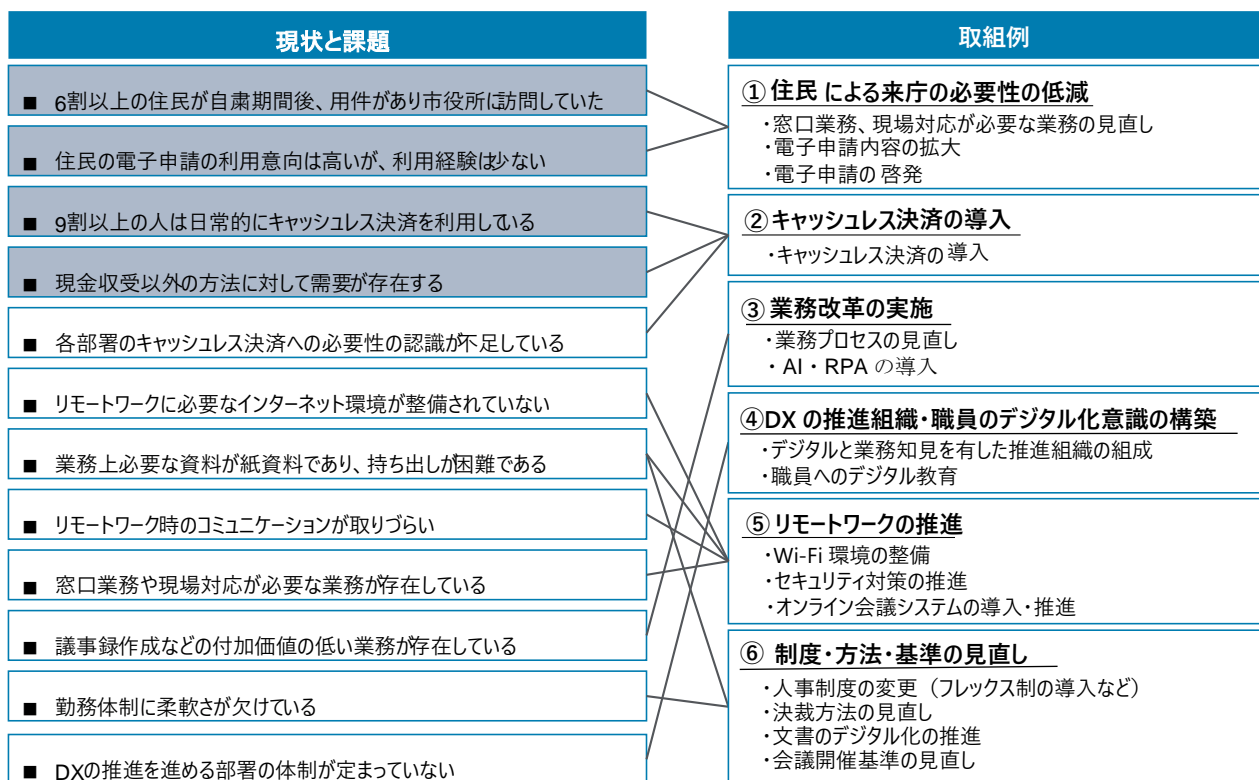 現状と課題
■ 6割以上の住民が自粛期間後、用件があり市役所に訪問していた
■ 住民の電子申請の利用意向は高いが、利用経験は少ない
■ 9割以上の人は日常的にキャッシュレス決済を利用している
■ 現金収受以外の方法に対して需要が存在する
■ 各部署のキャッシュレス決済への必要性の認識が不足している
■ リモートワークに必要なインターネット環境が整備されていない
■ 業務上必要な資料が紙資料であり、持ち出しが困難である
■ リモートワーク時のコミュニケーションが取りづらい
■ 窓口業務や現場対応が必要な業務が存在している
■ 議事録作成などの付加価値の低い業務が存在している
■ 勤務体制に柔軟さが欠けている
■ DXの推進を進める部署の体制が定まっていない
取組例
①住民 による来庁の必要性の低減
・窓口業務、現場対応が必要な業務の見直し
・電子申請内容の拡大
・電子申請の 啓発
②キャッシュレス決済の導入
・キャッシュレス決済の 導入
③業務改革の実施
・業務プロセスの見直し
・AI・RPA の導入
④DX の推進組織・職員のデジタル化意識の構築
・デジタルと業務知見を有した推進組織の組成
・職員へのデジタル教育
⑤リモートワークの推進
・Wi-Fi 環境の整備
・セキュリティ対策の推進
・オンライン会議システムの導入・推進
⑥ 制度・方法・基準の見直し
・人事制度の変更（フレックス制の導入など）
・決裁方法の見直し
・文書のデジタル化の推進
・会議開催基準の見直し